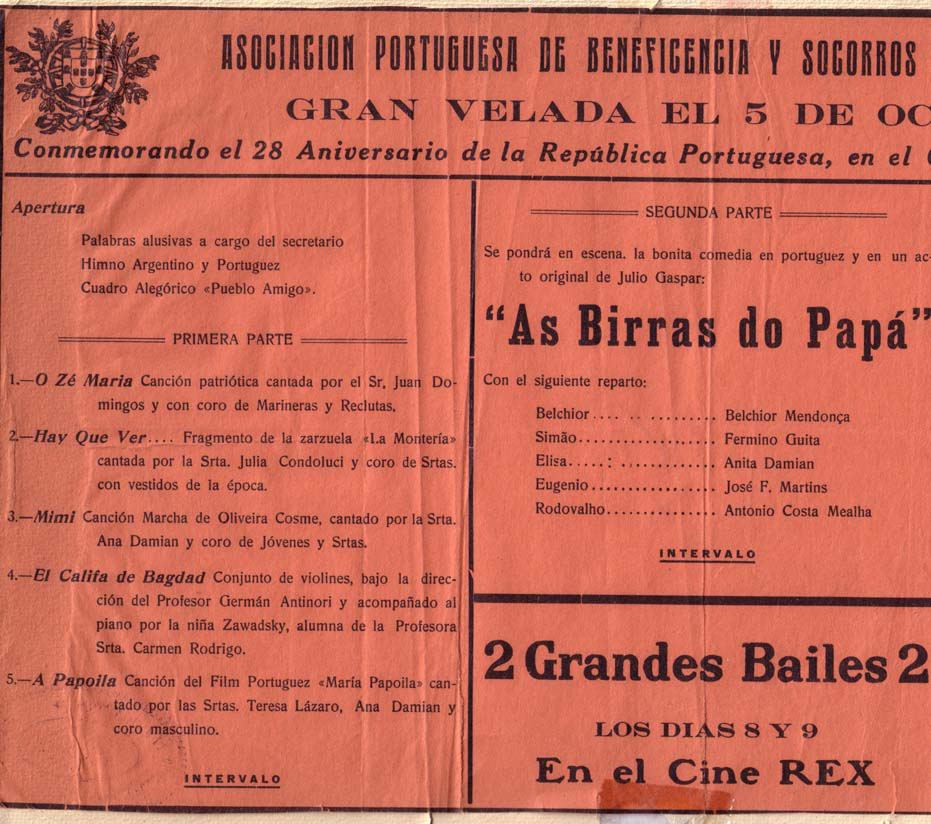 ASOCIACION PORTUGUESA DE BENEFICENCIA Y SOCORROS
GRAN VELADA EL 5 DE OC
Conmemorando el 28 Aniversario de la República Portuguesa, en el
Apertura
Palabras alusivas a cargo del secretario
Himno Argentino y Portuguez
Cuadro Alegórico «Pueblo Amigo».
PRIMERA PARTE
1.—O Zé Maria Canción patriótica cantada por el Sr. Juan Do-
mingos y con coro de Marineras y Reclutas.
2.—Hay Que Ver.... Fragmento de la zarzuela «La Montería»
cantada por la Srta. Julia Condoluci y coro de Srtas.
con vestidos de la época.
3.—Mimi Canción Marcha de Oliveira Cosme, cantado por la Srta.
Ana Damian y coro de Jóvenes y Srtas.
4.—El Califa de Bagdad Conjunto de violines, bajo la direc-
ción del Profesor Germán Antinori y acompañado al
piano por la niña Zawadsky, alumna de la Profesora
Srta. Carmen Rodrigo.
5.—A Papoila Canción del Film Portuguez «María Papoila» can-
tado por las Srtas. Teresa Lázaro, Ana Damian y
coro masculino.
INTERVALO
SEGUNDA PARTE
Se pondrá en escena. la bonita comedia en portuguez y en un ac-
to original de Julio Gaspar:
“As Birras do Papá”
Con el siguiente reparto:
Belchior .... .. ......... Belchior Mendonça
Simão.................. Fermino Guita
Elisa.....: ............. Anita Damian
Eugenio................ José F. Martins
Rodovalho.............. Antonio Costa Mealha
INTERVALO
2 Grandes Bailes 2
LOS DIAS 8 Y 9
En el Cine REX